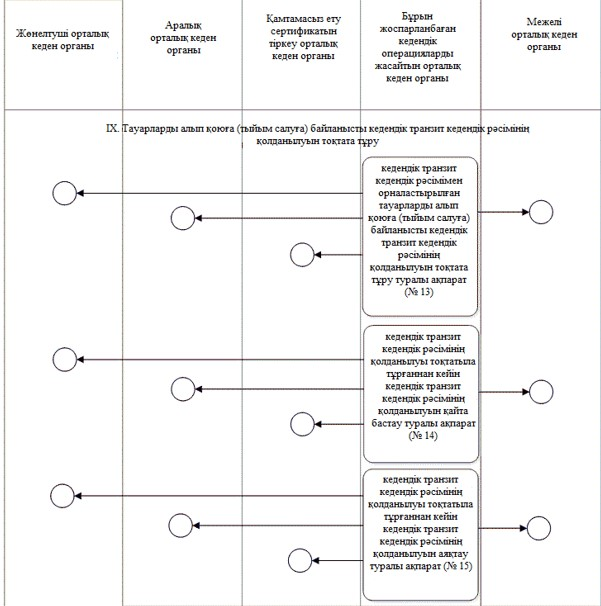 Жөнелтуші орталық
кеден органы
Аралық
орталық кеден
органы
Қамтамасыз ету
сертификатын
тіркеу орталық
кеден органы
Бұрын
жоспарланбаған
кедендік
операцияларды
жасайтын орталық
кеден органы
Межелі
орталық кеден
органы
IX. Тауарларды алып қоюға (тыйым салуға) байланысты кедендік транзит кедендік рәсімінің
қолданылуын тоқтата тұру
кедендік транзит
кедендік рәсімімен
орналастырылған
тауарларды алып
қоюға (тыйым салуға)
байланысты кедендік
транзит кедендік
рәсімінің
қолданылуын тоқтата
тұру туралы ақпарат
(№ 13)
кедендік транзит
кедендік рәсімінің
қолданылуы тоқтатыла
тұрғаннан кейін
кедендік транзит
кедендік рәсімінің
қолданылуын қайта
бастау туралы ақпарат
(№ 14)
кедендік транзит
кедендік рәсімінің
қолданылуы тоқтатыла
тұрғаннан кейін
кедендік транзит
кедендік рәсімінің
қолданылуын аяқтау
туралы ақпарат (№ 15)